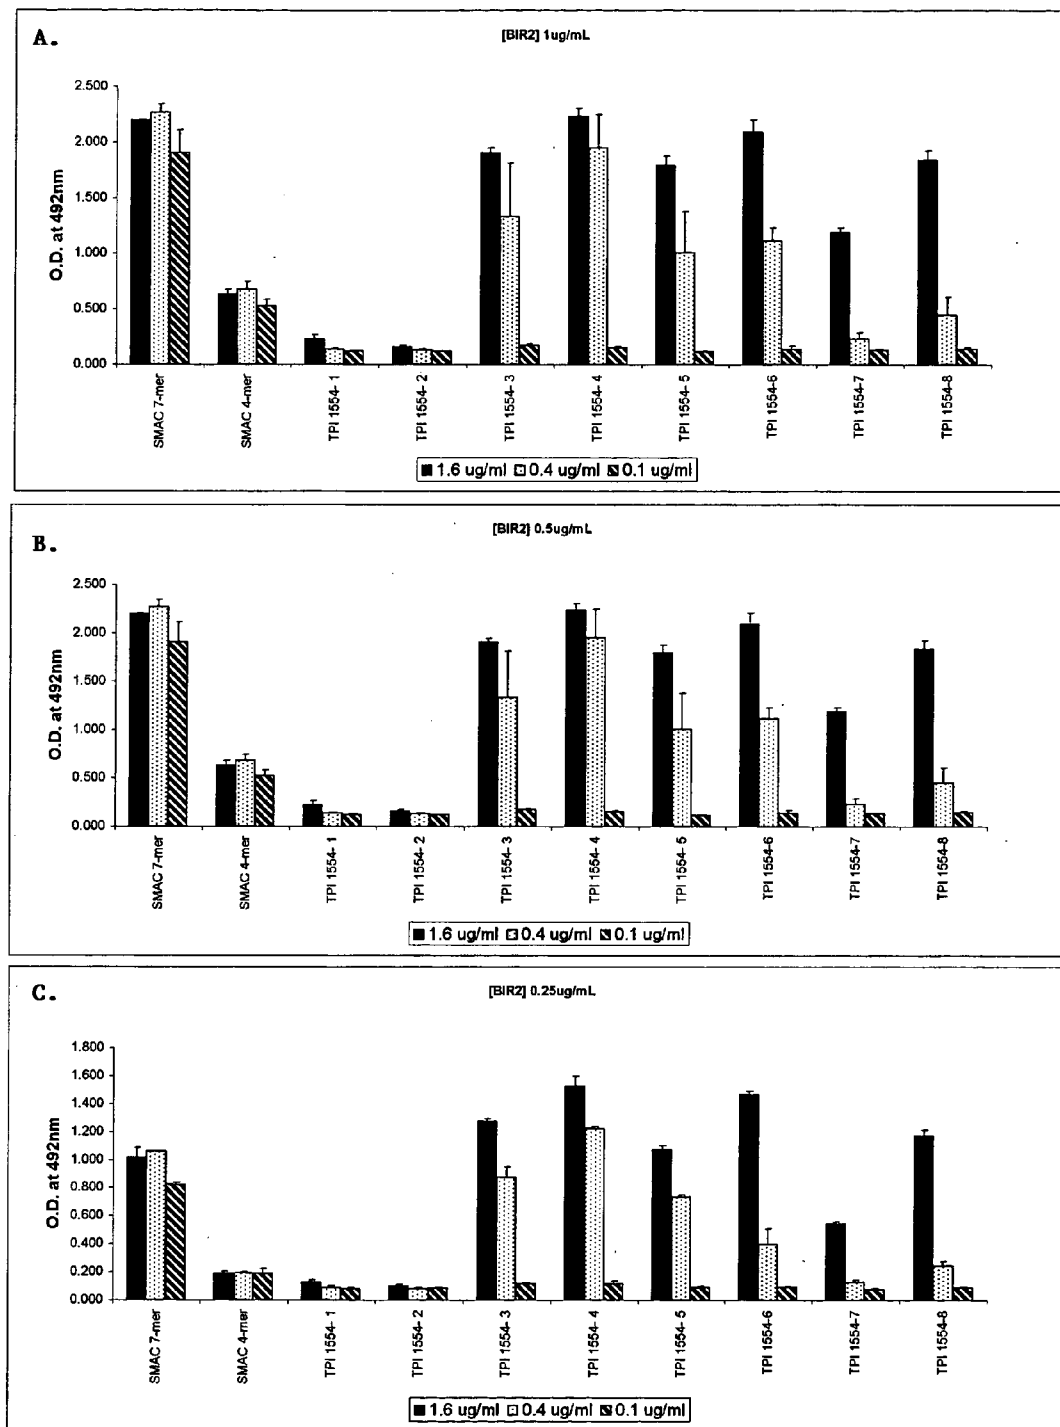 A.
[BIR2] 1ug/mL
O.D. at 492nm
2.500
2.000
1.500
1.000
0.500
0.000
SMAC 7-mer
SMAC 4-mer
TPI 1554- 1
TPI 1554- 2
TPI 1554- 3
TPI 1554- 4
TPI 1554- 5
TPI 1554-6
TPI 1554-7
TPI 1554-8
1.6 ug/ml 0.4 ug/ml 0.1 ug/ml
B.
[BIR2] 0.5ug/mL
O.D. at 492nm
2.500
2.000
1.500
1.000
0.500
0.000
SMAC 7-mer
SMAC 4-mer
TPI 1554- 1
TPI 1554- 2
TPI 1554- 3
TPI 1554- 4
TPI 1554- 5
TPI 1554-6
TPI 1554-7
TPI 1554-8
1.6 ug/ml 0.4 ug/ml 0.1 ug/ml
C.
[BIR2] 0.25ug/mL
O.D. at 492nm
1.800
1.600
1.400
1.200
1.000
0.800
0.600
0.400
0.200
0.000
SMAC 7-mer
SMAC 4-mer
TPI 1554- 1
TPI 1554- 2
TPI 1554- 3
TPI 1554- 4
TPI 1554- 5
TPI 1554-6
TPI 1554-7
TPI 1554-8
1.6 ug/ml 0.4 ug/ml 0.1 ug/ml